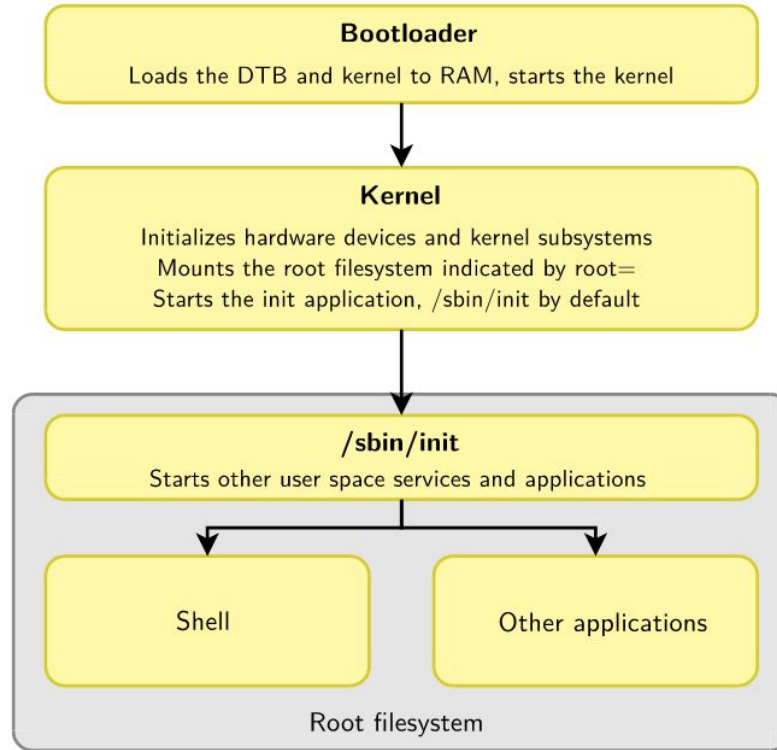 Bootloader
Loads the DTB and kernel to RAM, starts the kernel
Kernel
Initializes hardware devices and kernel subsystems
Mounts the root filesystem indicated by root=
Starts the init application, /sbin/init by default
/sbin/init
Starts other user space services and applications
Shell
Other applications
Root filesystem